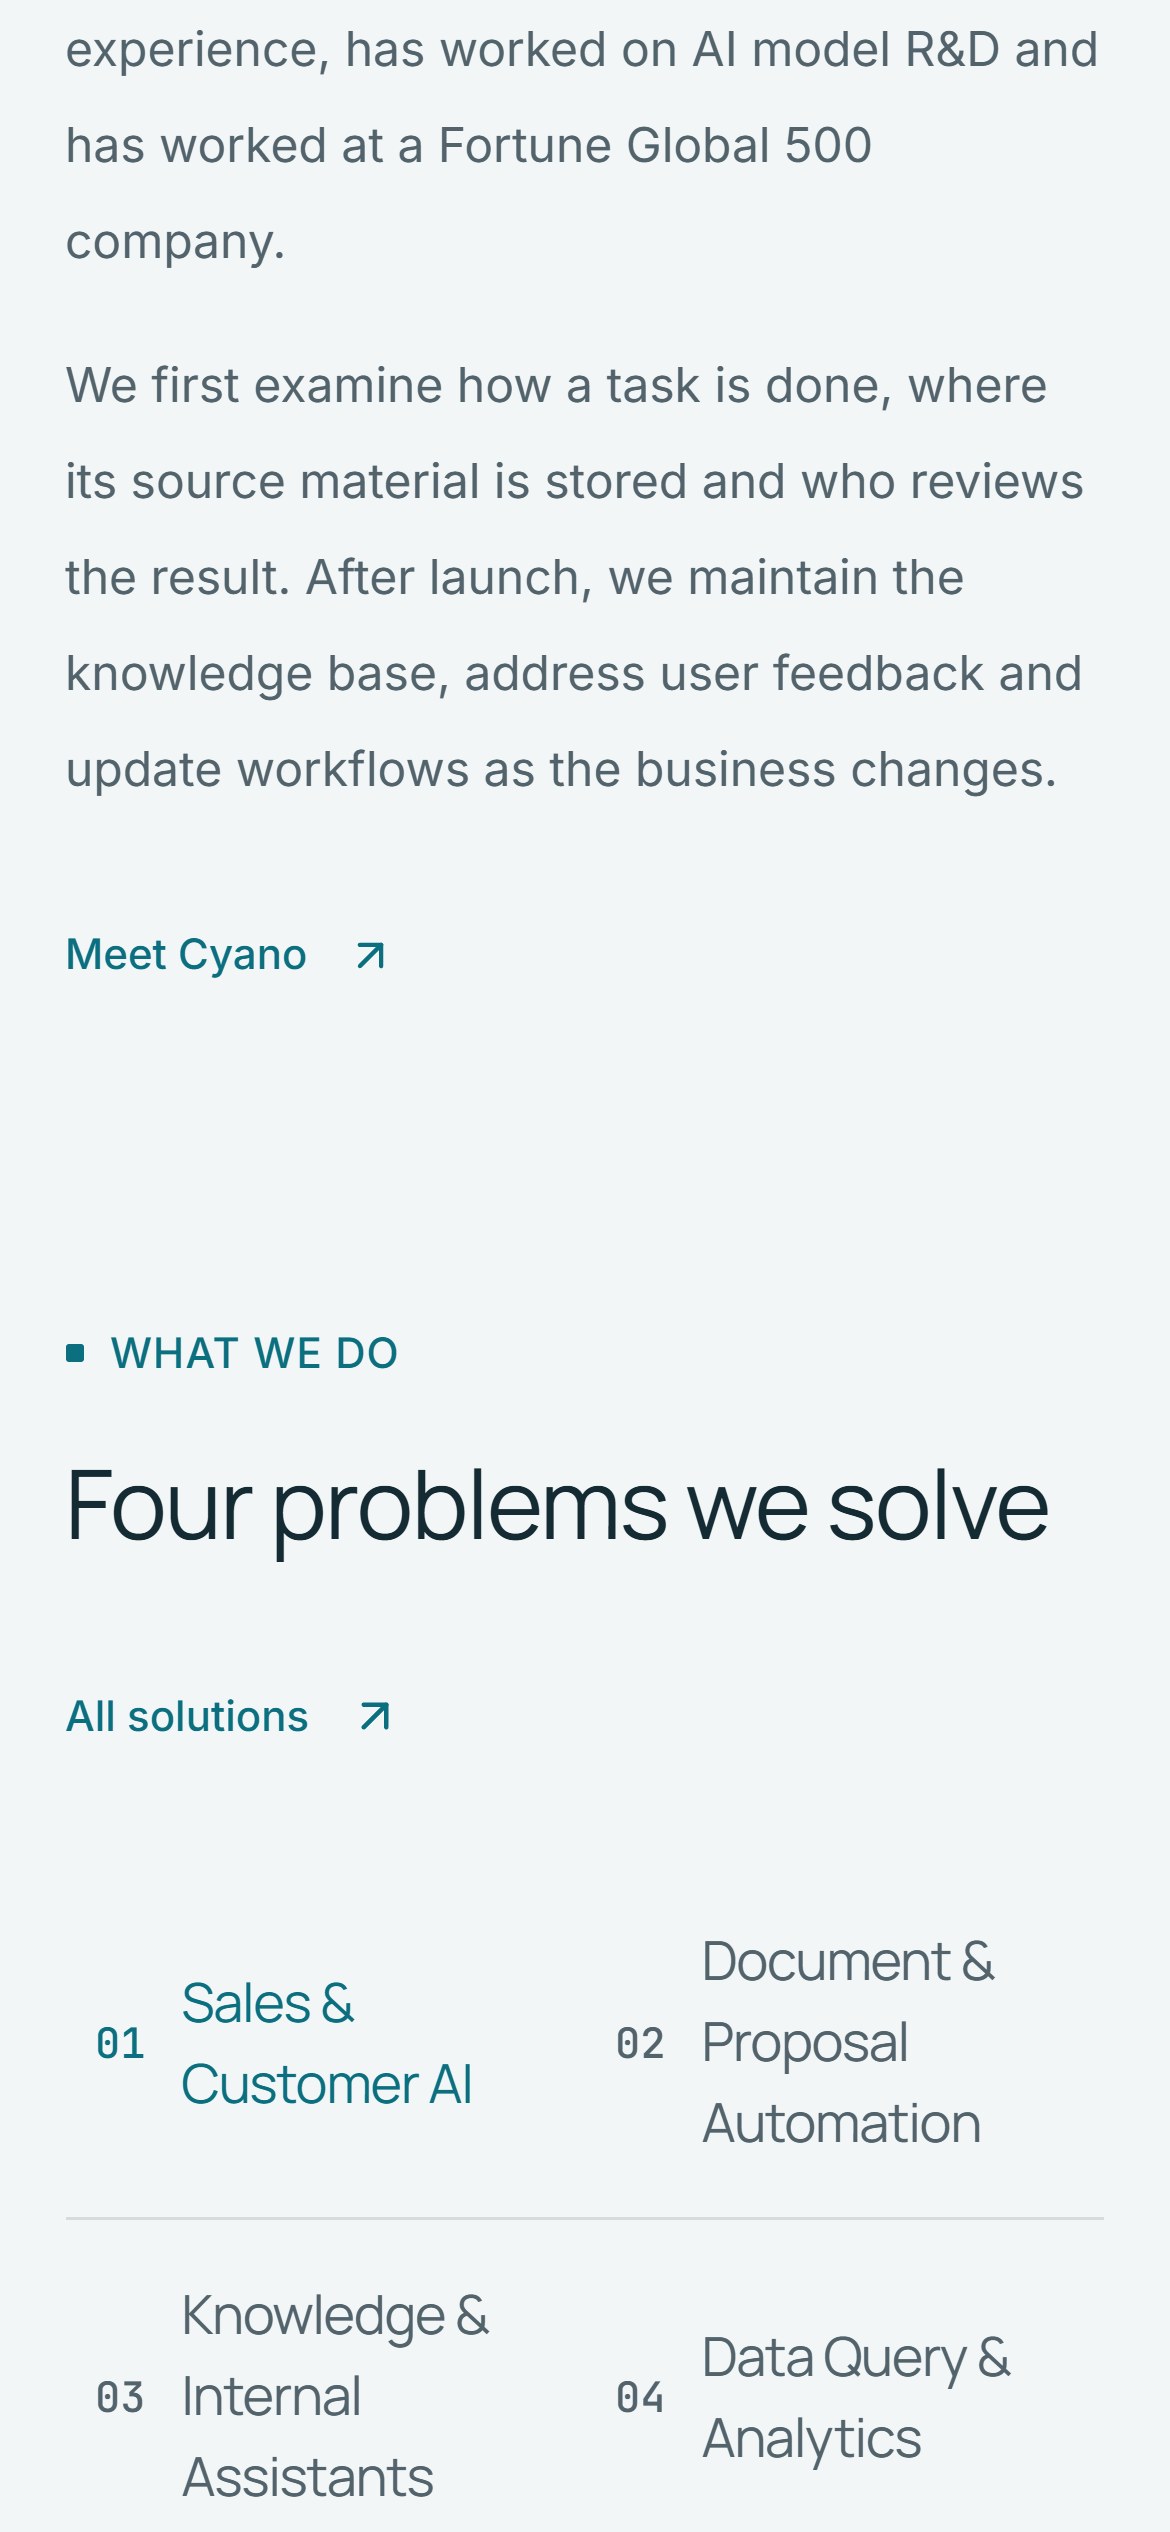 experience, has worked on AI model R&D and
has worked at a Fortune Global 500
company.
We first examine how a task is done, where
its source material is stored and who reviews
the result. After launch, we maintain the
knowledge base, address user feedback and
update workflows as the business changes.
Meet Cyano
WHAT WE DO
Four problems we solve
All solutions
01
Sales &
Customer AI
02
Document &
Proposal
Automation
03
Knowledge &
Internal
Assistants
04
Data Query &
Analytics